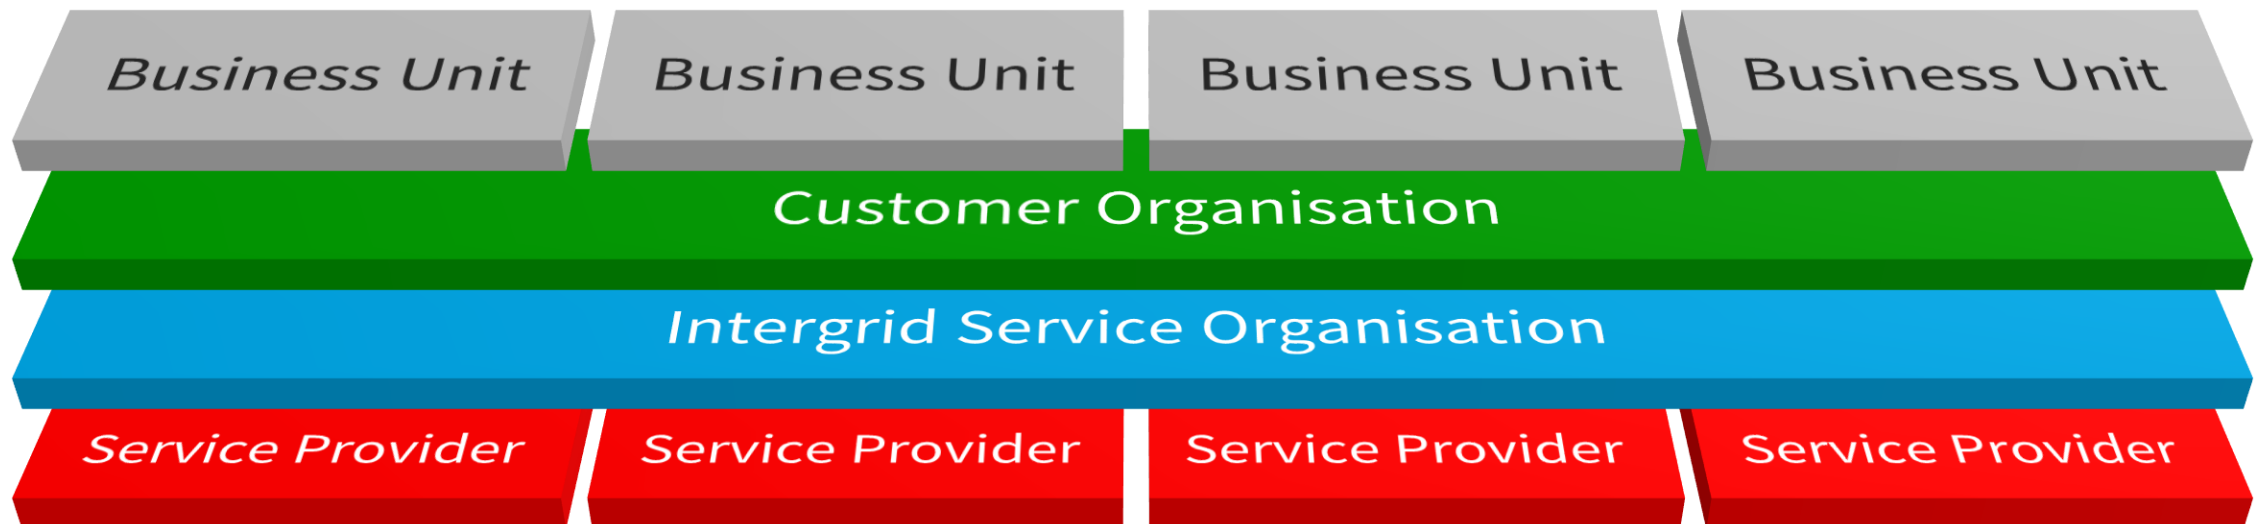 Business Unit Business Unit Business Unit Business Unit
Customer Organisation
Intergrid Service Organisation
Service Provider Service Provider Service Provider Service Provider